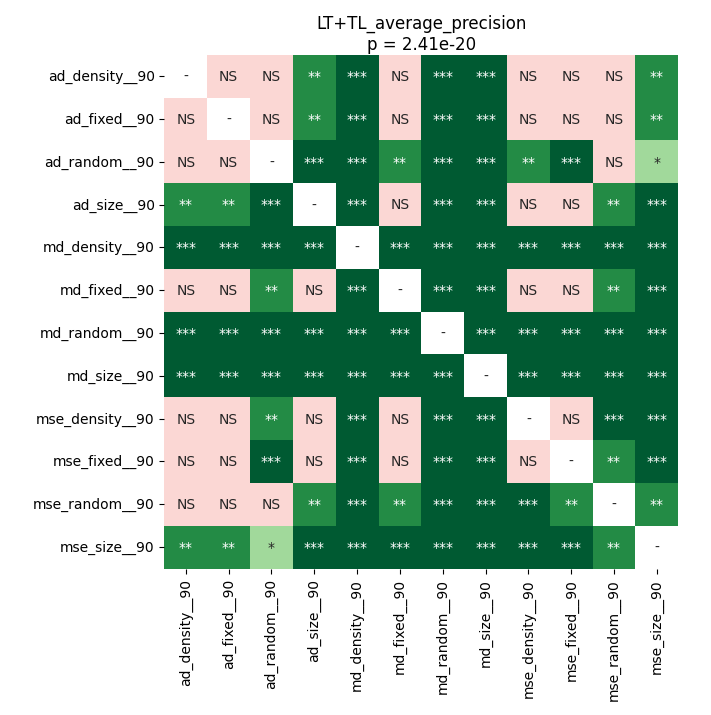 LT+TL_average_precision
p = 2.41e-20
ad_density__90 - NS NS ** *** NS *** *** NS NS NS **
ad_fixed__90 NS - NS ** *** NS *** *** NS NS NS **
ad_random__90 NS NS - *** *** ** *** *** ** *** NS *
ad_size__90 ** ** *** - *** NS *** *** NS NS ** ***
md_density__90 *** *** *** *** - *** *** *** *** *** *** ***
md_fixed__90 NS NS ** NS *** - *** *** NS NS ** ***
md_random__90 *** *** *** *** *** *** - *** *** *** *** ***
md_size__90 *** *** *** *** *** *** *** - *** *** *** ***
mse_density__90 NS NS ** NS *** NS *** *** - NS *** ***
mse_fixed__90 NS NS *** NS *** NS *** *** NS - ** ***
mse_random__90 NS NS NS ** *** ** *** *** *** ** - **
mse_size__90 ** ** * *** *** *** *** *** *** *** ** -
ad_density__90
ad_fixed__90
ad_random__90
ad_size__90
md_density__90
md_fixed__90
md_random__90
md_size__90
mse_density__90
mse_fixed__90
mse_random__90
mse_size__90